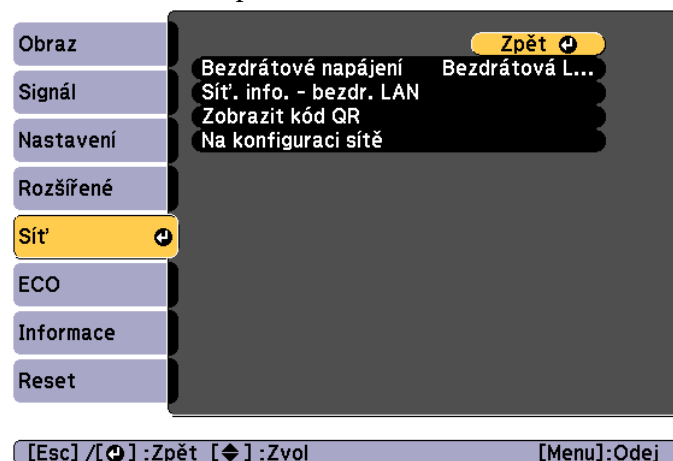 Obraz
Signál
Nastavení
Rozšířené
Síť
ECO
Informace
Reset
Zpět
Bezdrátové napájení Bezdrátová L...
Síť. info. - bezdr. LAN
Zobrazit kód QR
Na konfiguraci sítě
[Esc] /[ ] :Zpět [ ] :Zvol [Menu]:Odej